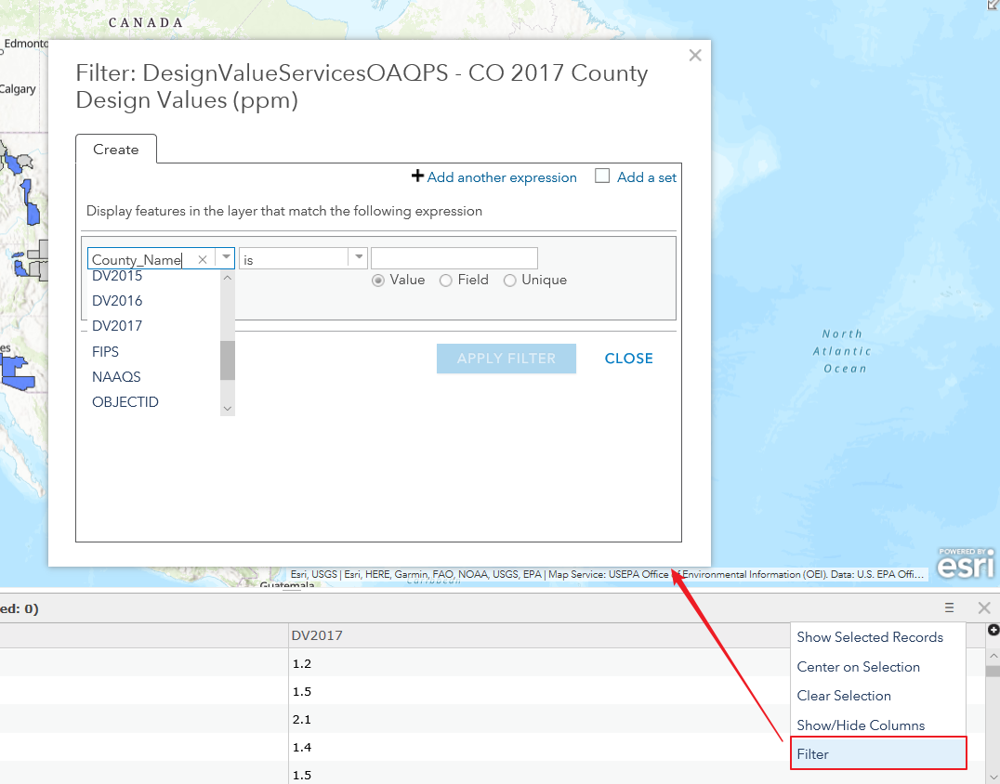 CANADA
Edmonto
Calgary
Filter: DesignValueServicesOAQPS - CO 2017 County
Design Values (ppm)
Create
Add another expression
Add a set
Display features in the layer that match the following expression
County_Name
is
DV2015
DV2016
DV2017
FIPS
NAAQS
OBJECTID
Value
Field
Unique
APPLY FILTER
CLOSE
es
North
Atlantic
Ocean
POWERED BY
esri
Esri, USGS | Esri, HERE, Garmin, FAO, NOAA, USGS, EPA | Map Service: USEPA Office of Environmental Information (OEI). Data: U.S. EPA Offi...
Guatemala
Caribbean
ed: 0)
DV2017
1.2
1.5
2.1
1.4
1.5
Show Selected Records
Center on Selection
Clear Selection
Show/Hide Columns
Filter